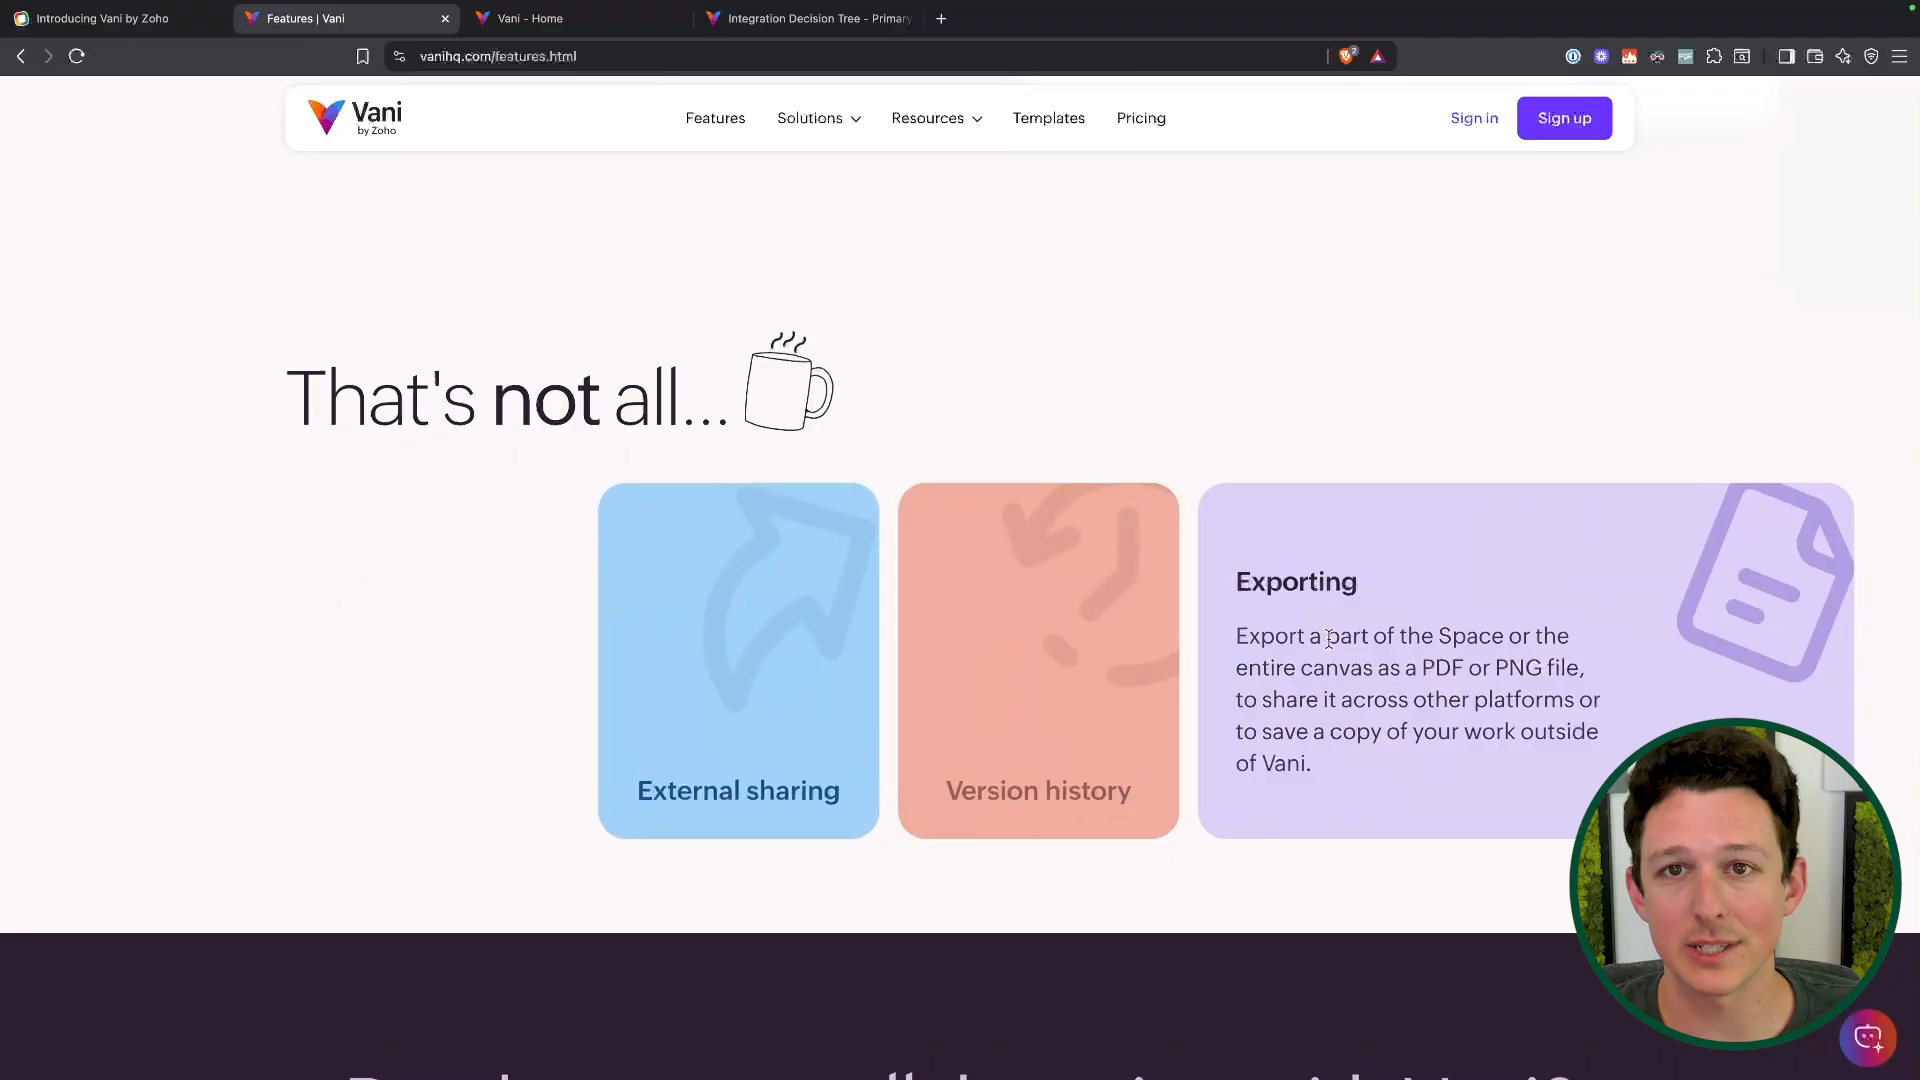 Introducing Vani by Zoho
Features | Vani
Vani - Home
Integration Decision Tree - Primary
vanihq.com/features.html
2
PDF
Vani
by Zoho
Features
Solutions
Resources
Templates
Pricing
Sign in
Sign up
That's not all...
External sharing
Version history
Exporting
Export a part of the Space or the
entire canvas as a PDF or PNG file,
to share it across other platforms or
to save a copy of your work outside
of Vani.